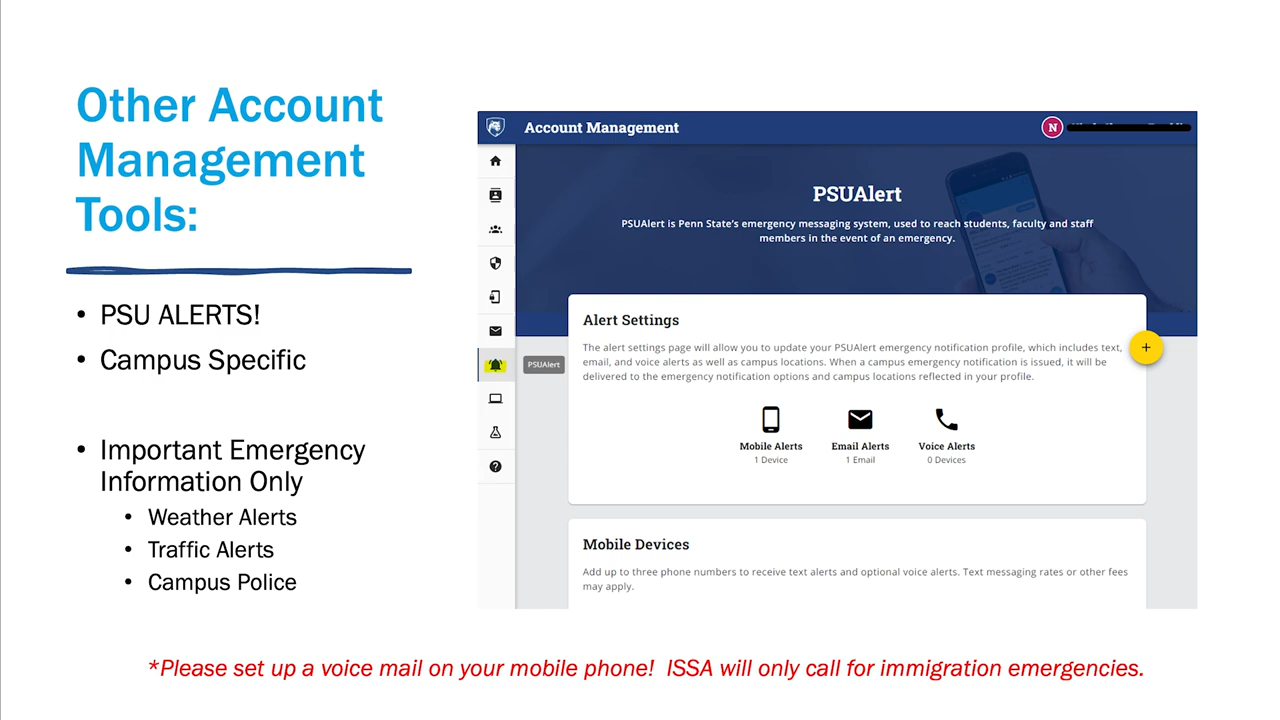 Other Account
Management
Tools:
• PSU ALERTS!
• Campus Specific
• Important Emergency
Information Only
• Weather Alerts
• Traffic Alerts
• Campus Police
Account Management
N
PSUAlert
PSUAlert is Penn State's emergency messaging system, used to reach students, faculty and staff
members in the event of an emergency.
Alert Settings
The alert settings page will allow you to update your PSUAlert emergency notification profile, which includes text,
email, and voice alerts as well as campus locations. When a campus emergency notification is issued, it will be
delivered to the emergency notification options and campus locations reflected in your profile.
+
PSUAlert
Mobile Alerts
1 Device
Email Alerts
1 Email
Voice Alerts
0 Devices
Mobile Devices
Add up to three phone numbers to receive text alerts and optional voice alerts. Text messaging rates or other fees
may apply.
*Please set up a voice mail on your mobile phone! ISSA will only call for immigration emergencies.